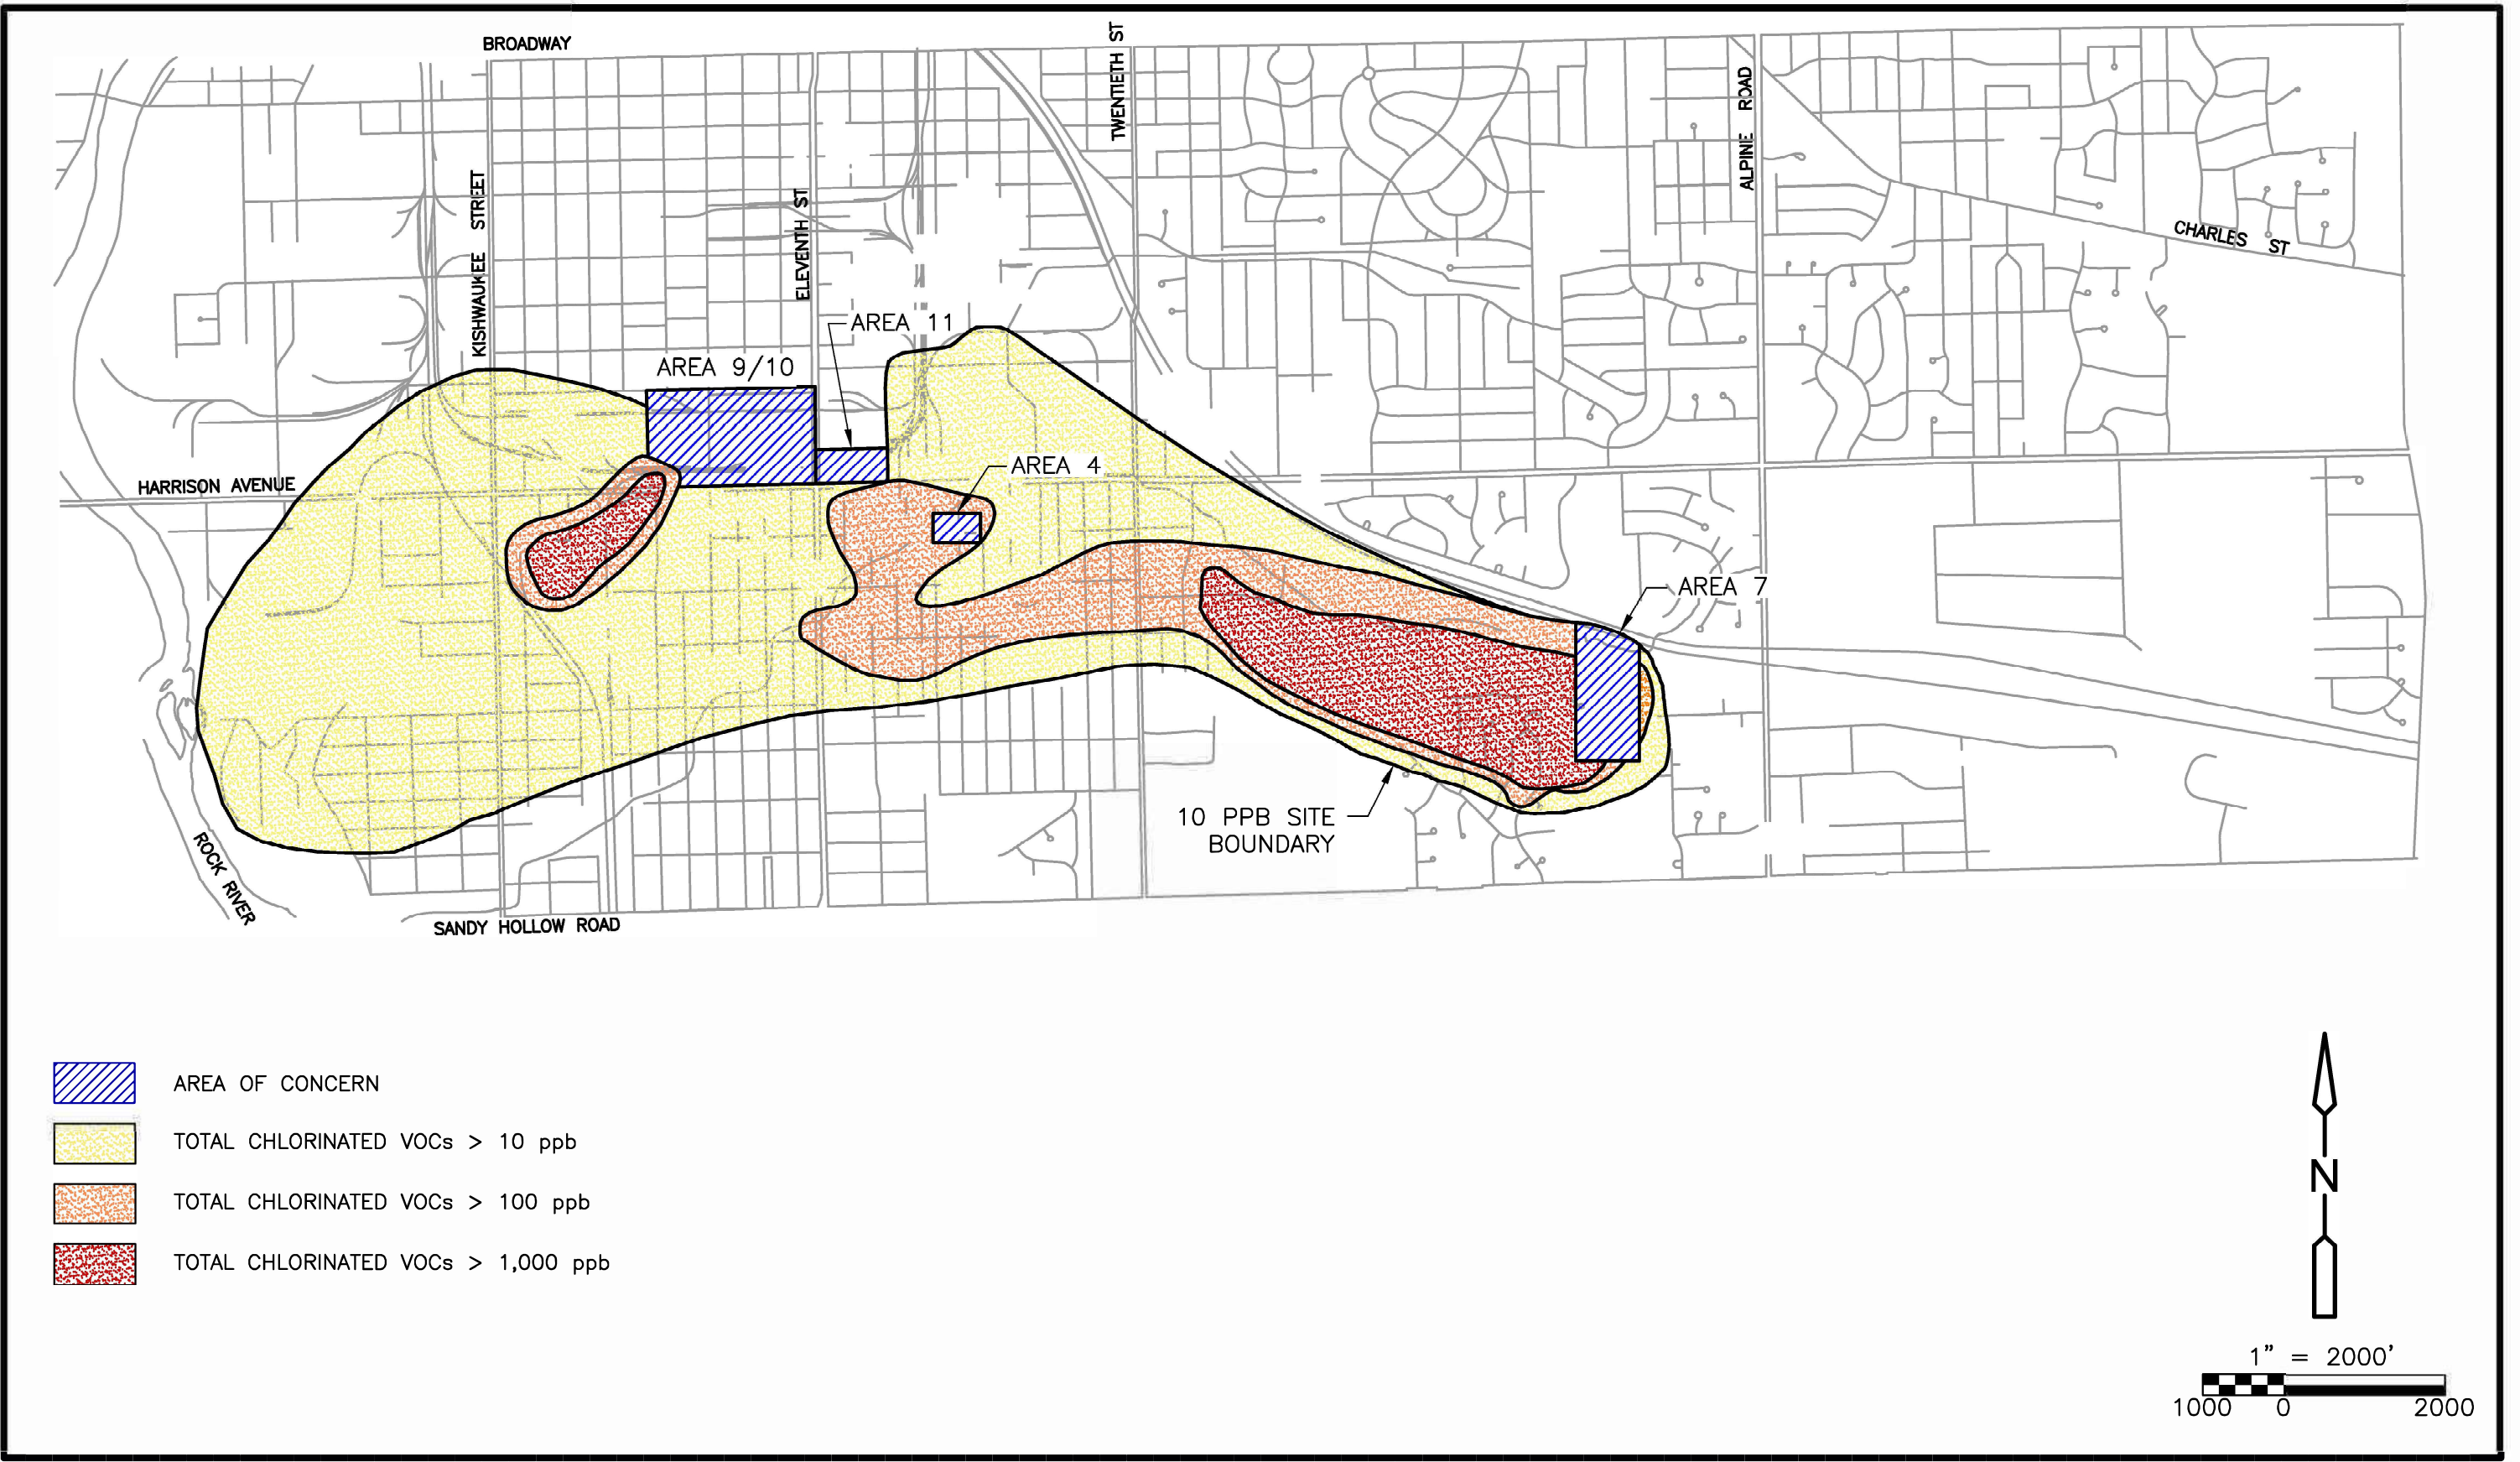 BROADWAY
TWENTIETH ST
ALPINE ROAD
KISHWAUKEE STREET
ELEVENTH ST
CHARLES ST
AREA 11
AREA 9/10
AREA 4
HARRISON AVENUE
AREA 7
10 PPB SITE
BOUNDARY
ROCK RIVER
SANDY HOLLOW ROAD
AREA OF CONCERN
TOTAL CHLORINATED VOCs > 10 ppb
TOTAL CHLORINATED VOCs > 100 ppb
TOTAL CHLORINATED VOCs > 1,000 ppb
N
1" = 2000'
1000 0 2000